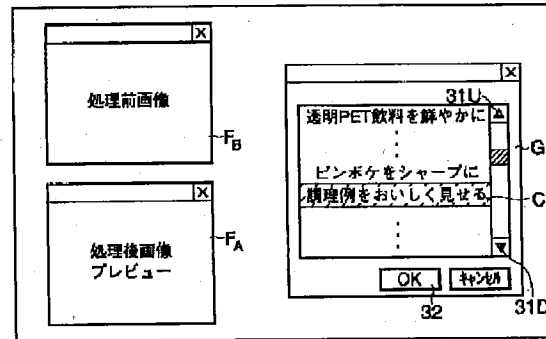 X
処理前画像
F_B
X
処理後画像
プレビュー
F_A
X
31U
透明PET飲料を鮮やかに
ピンボケをシャープに
調理例をおいしく見せる
G
C
OK
キャンセル
32
31D